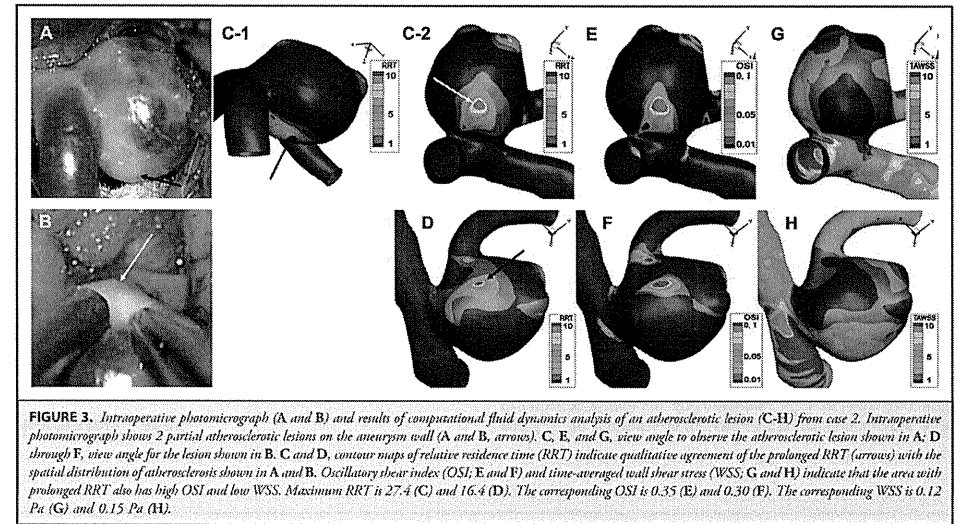 A
C-1
RRT
10
5
1
C-2
RRT
10
5
1
E
OSI
0. 1
0.05
0.01
G
TAWSS
10
5
1
B
D
RRT
10
5
1
F
OSI
0. 1
0.05
0.01
H
TAWSS
10
5
1
FIGURE 3. Intraoperative photomicrograph (A and B) and results of computational fluid dynamics analysis of an atherosclerotic lesion (C-H) from case 2. Intraoperative
photomicrograph shows 2 partial atherosclerotic lesions on the aneurysm wall (A and B, arrows). C, E, and G, view angle to observe the atherosclerotic lesion shown in A; D
through F, view angle for the lesion shown in B. C and D, contour maps of relative residence time (RRT) indicate qualitative agreement of the prolonged RRT (arrows) with the
spatial distribution of atherosclerosis shown in A and B. Oscillatory shear index (OSI; E and F) and time-averaged wall shear stress (WSS; G and H) indicate that the area with
prolonged RRT also has high OSI and low WSS. Maximum RRT is 27.4 (C) and 16.4 (D). The corresponding OSI is 0.35 (E) and 0.30 (F). The corresponding WSS is 0.12
Pa (G) and 0.15 Pa (H).